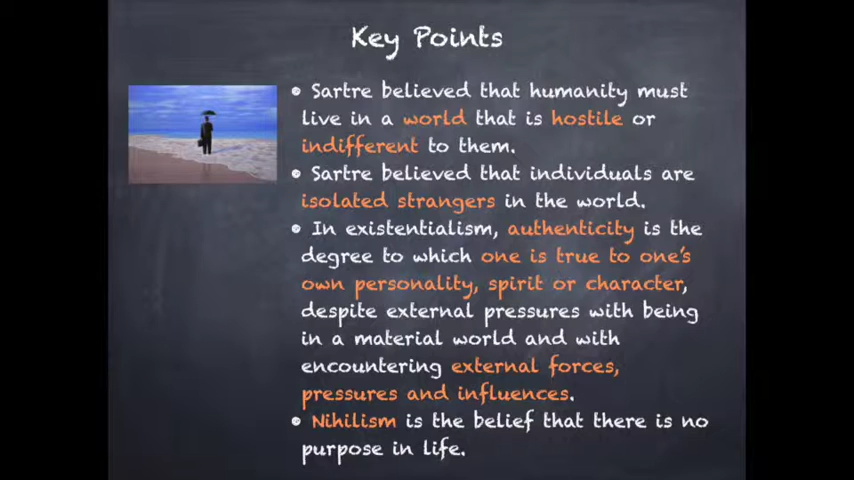 Key Points
• Sartre believed that humanity must
live in a world that is hostile or
indifferent to them.
• Sartre believed that individuals are
isolated strangers in the world.
• In existentialism, authenticity is the
degree to which one is true to one's
own personality, spirit or character,
despite external pressures with being
in a material world and with
encountering external forces,
pressures and influences.
• Nihilism is the belief that there is no
purpose in life.